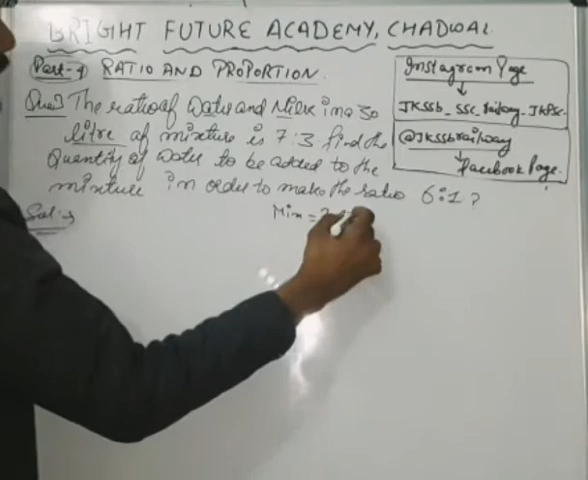 BRIGHT FUTURE ACADEMY, CHADWAL
Part-4 RATIO AND PROPORTION.
Instagram Page
JKSSb_SSC_Railway_JKPSC.
@JKSSbRailway
Facebook Page.
Ques The ratio of Water and Milk in a 30
litre of mixture is 7:3. find the
Quantity of Water to be added to the
mixture in order to make the ratio 6:1?
Sol:→
Mix =